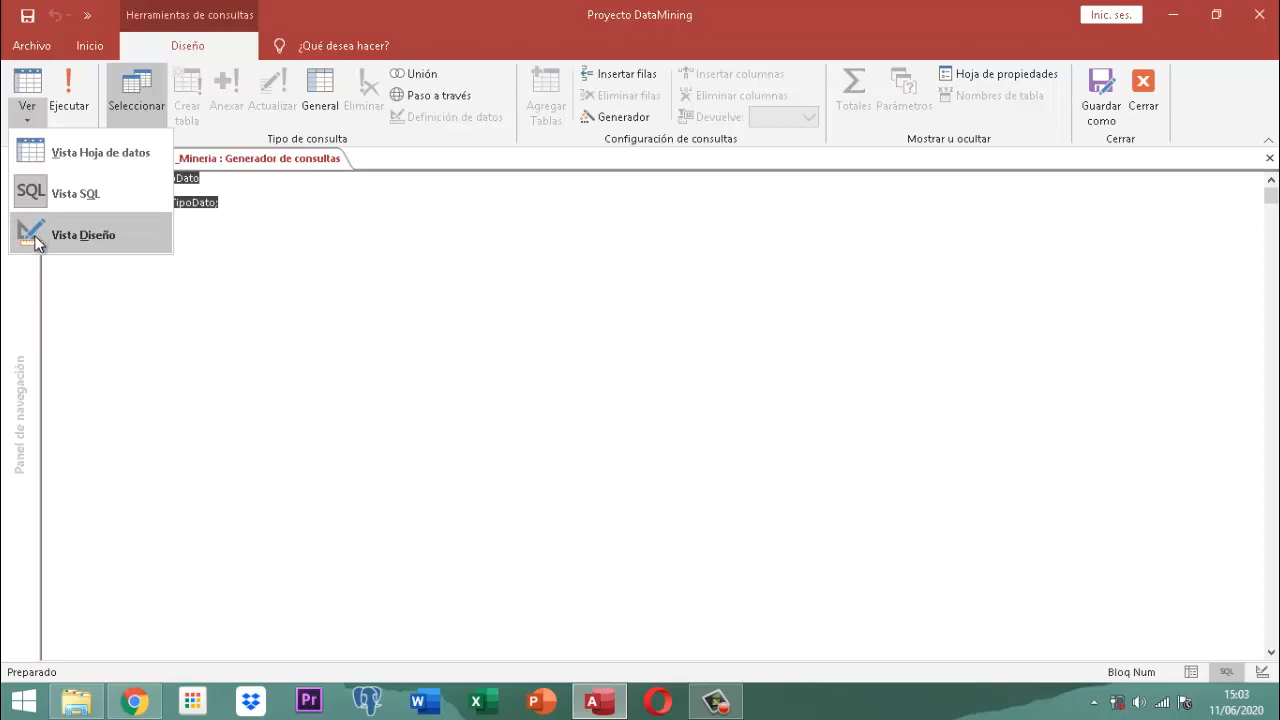 Herramientas de consultas
Proyecto DataMining
Inic. ses.
Archivo
Inicio
Diseño
¿Qué desea hacer?
Ver
Ejecutar
Seleccionar
Crear
tabla
Anexar
Actualizar
General
Eliminar
Unión
Paso a través
Definición de datos
Agregar
Tablas
Insertar filas
Eliminar filas
Generador
Insertar columnas
Eliminar columnas
Devuelve:
Totales
Parámetros
Hoja de propiedades
Nombres de tabla
Guardar
como
Cerrar
Tipo de consulta
Configuración de consultas
Mostrar u ocultar
Cerrar
Vista Hoja de datos
SQL Vista SQL
Vista Diseño
_Mineria : Generador de consultas
oDato
TipoDato;
Panel de navegación
Preparado
Bloq Num
SQL
Pr
W
X
P
A
15:03
11/06/2020